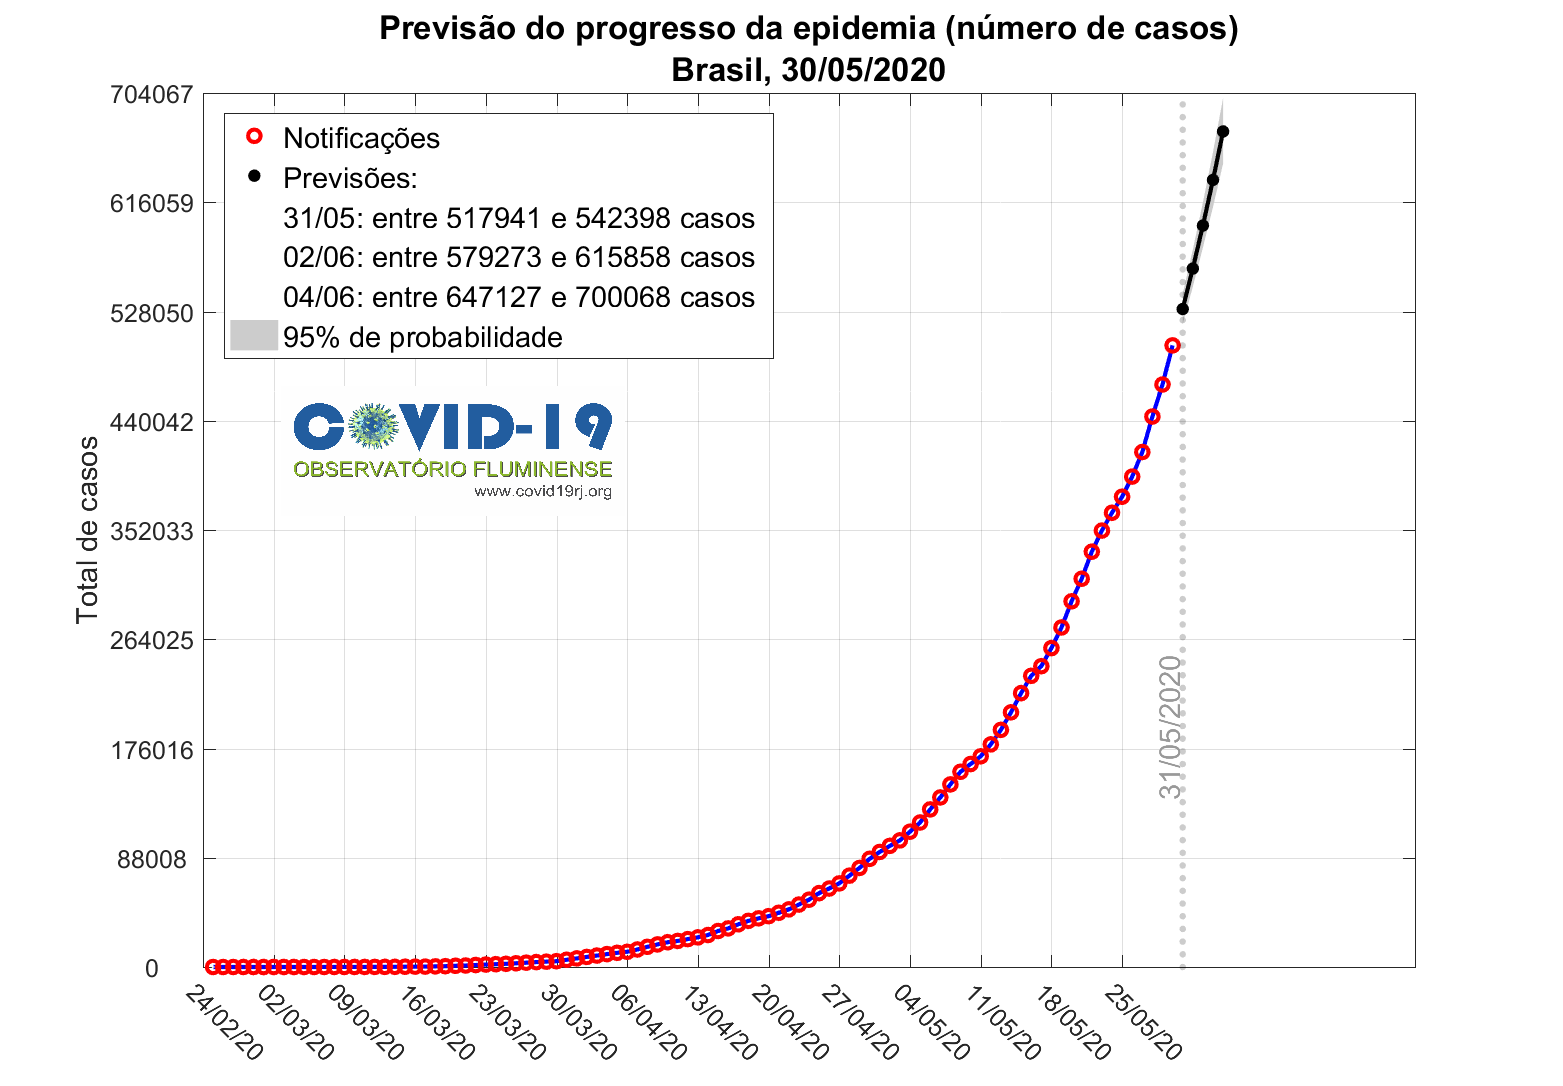 Previsão do progresso da epidemia (número de casos)
Brasil, 30/05/2020
704067
616059
528050
440042
352033
264025
176016
88008
0
Total de casos
Notificações
Previsões:
31/05: entre 517941 e 542398 casos
02/06: entre 579273 e 615858 casos
04/06: entre 647127 e 700068 casos
95% de probabilidade
COVID-19
OBSERVATÓRIO FLUMINENSE
www.covid19rj.org
31/05/2020
24/02/20
02/03/20
09/03/20
16/03/20
23/03/20
30/03/20
06/04/20
13/04/20
20/04/20
27/04/20
04/05/20
11/05/20
18/05/20
25/05/20